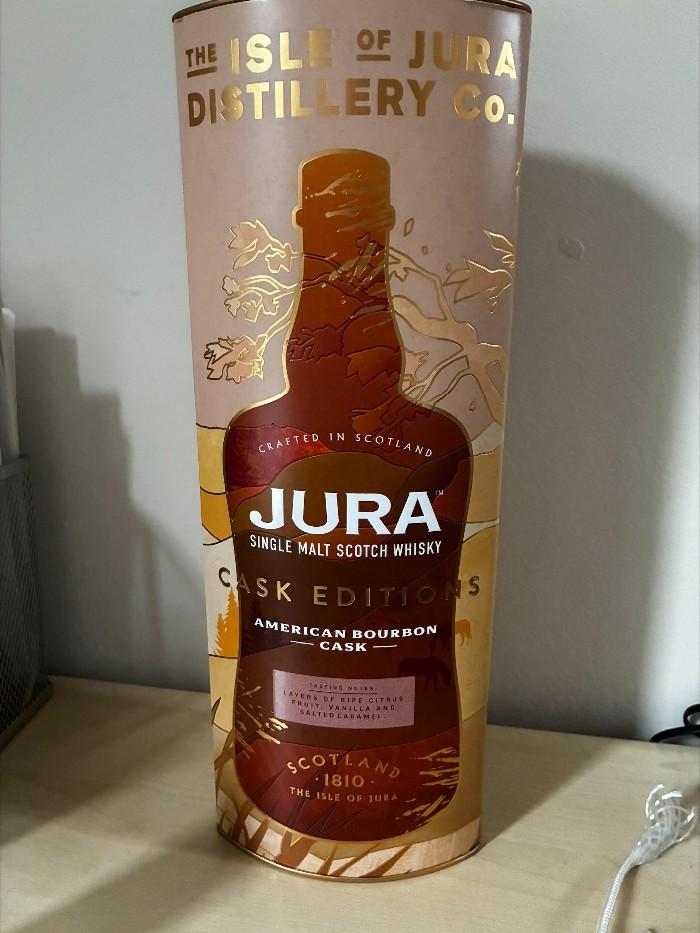 THE ISLE OF JURA
DISTILLERY Co.
CRAFTED IN SCOTLAND
JURA™
SINGLE MALT SCOTCH WHISKY
CASK EDITIONS
AMERICAN BOURBON
— CASK —
TASTING NOTES:
LAYERS OF RIPE CITRUS
FRUIT, VANILLA AND
SALTED CARAMEL.
SCOTLAND
· 1810 ·
THE ISLE OF JURA